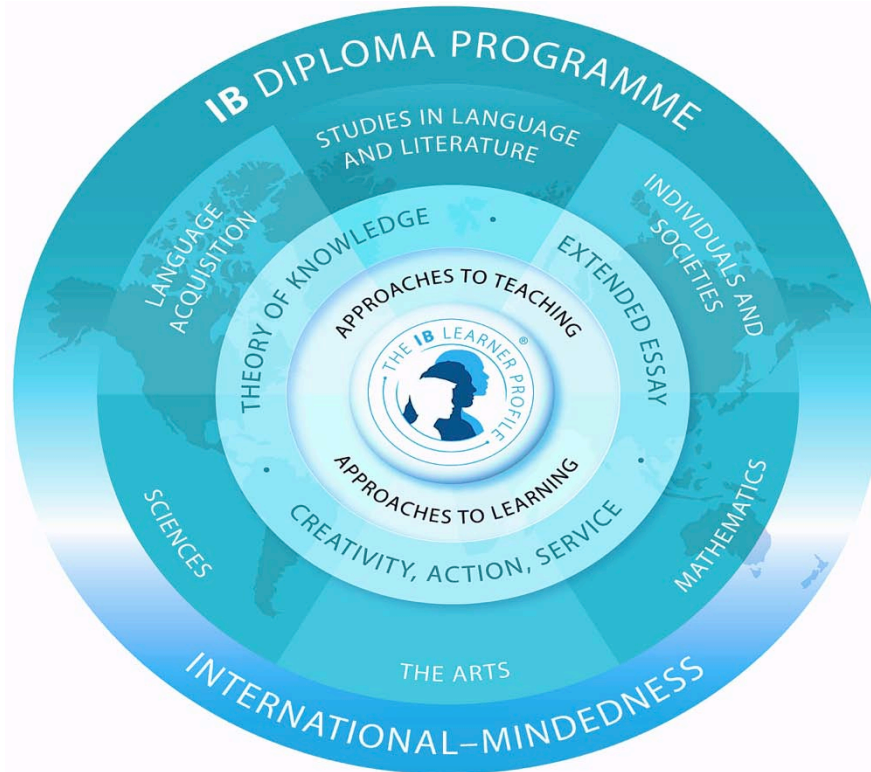 IB DIPLOMA PROGRAMME
STUDIES IN LANGUAGE
AND LITERATURE
LANGUAGE
ACQUISITION
INDIVIDUALS AND
SOCIETIES
THEORY OF KNOWLEDGE
EXTENDED ESSAY
APPROACHES TO TEACHING
THE IB LEARNER PROFILE®
APPROACHES TO LEARNING
CREATIVITY, ACTION, SERVICE
SCIENCES
MATHEMATICS
THE ARTS
INTERNATIONAL–MINDEDNESS